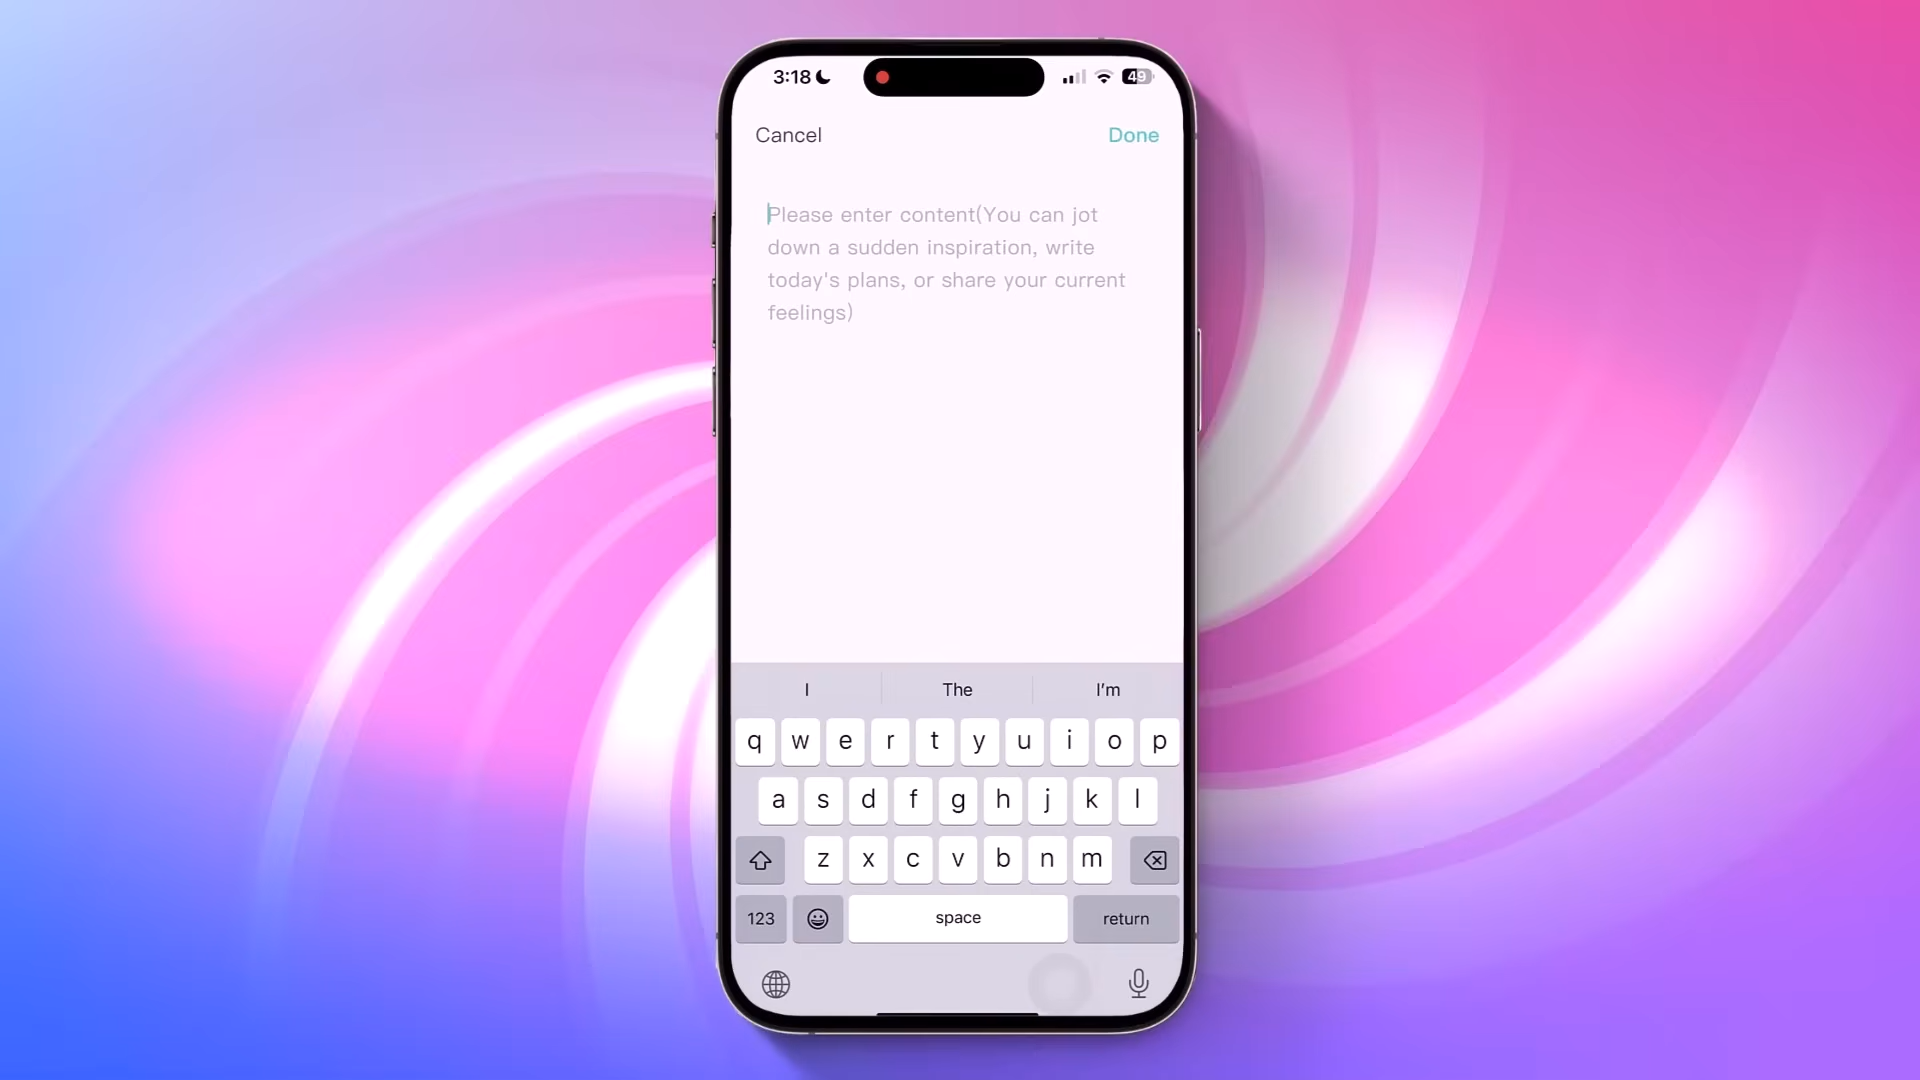 3:18 49
Cancel Done
Please enter content(You can jot
down a sudden inspiration, write
today's plans, or share your current
feelings)
I The I'm
q w e r t y u i o p
a s d f g h j k l
z x c v b n m
123 space return